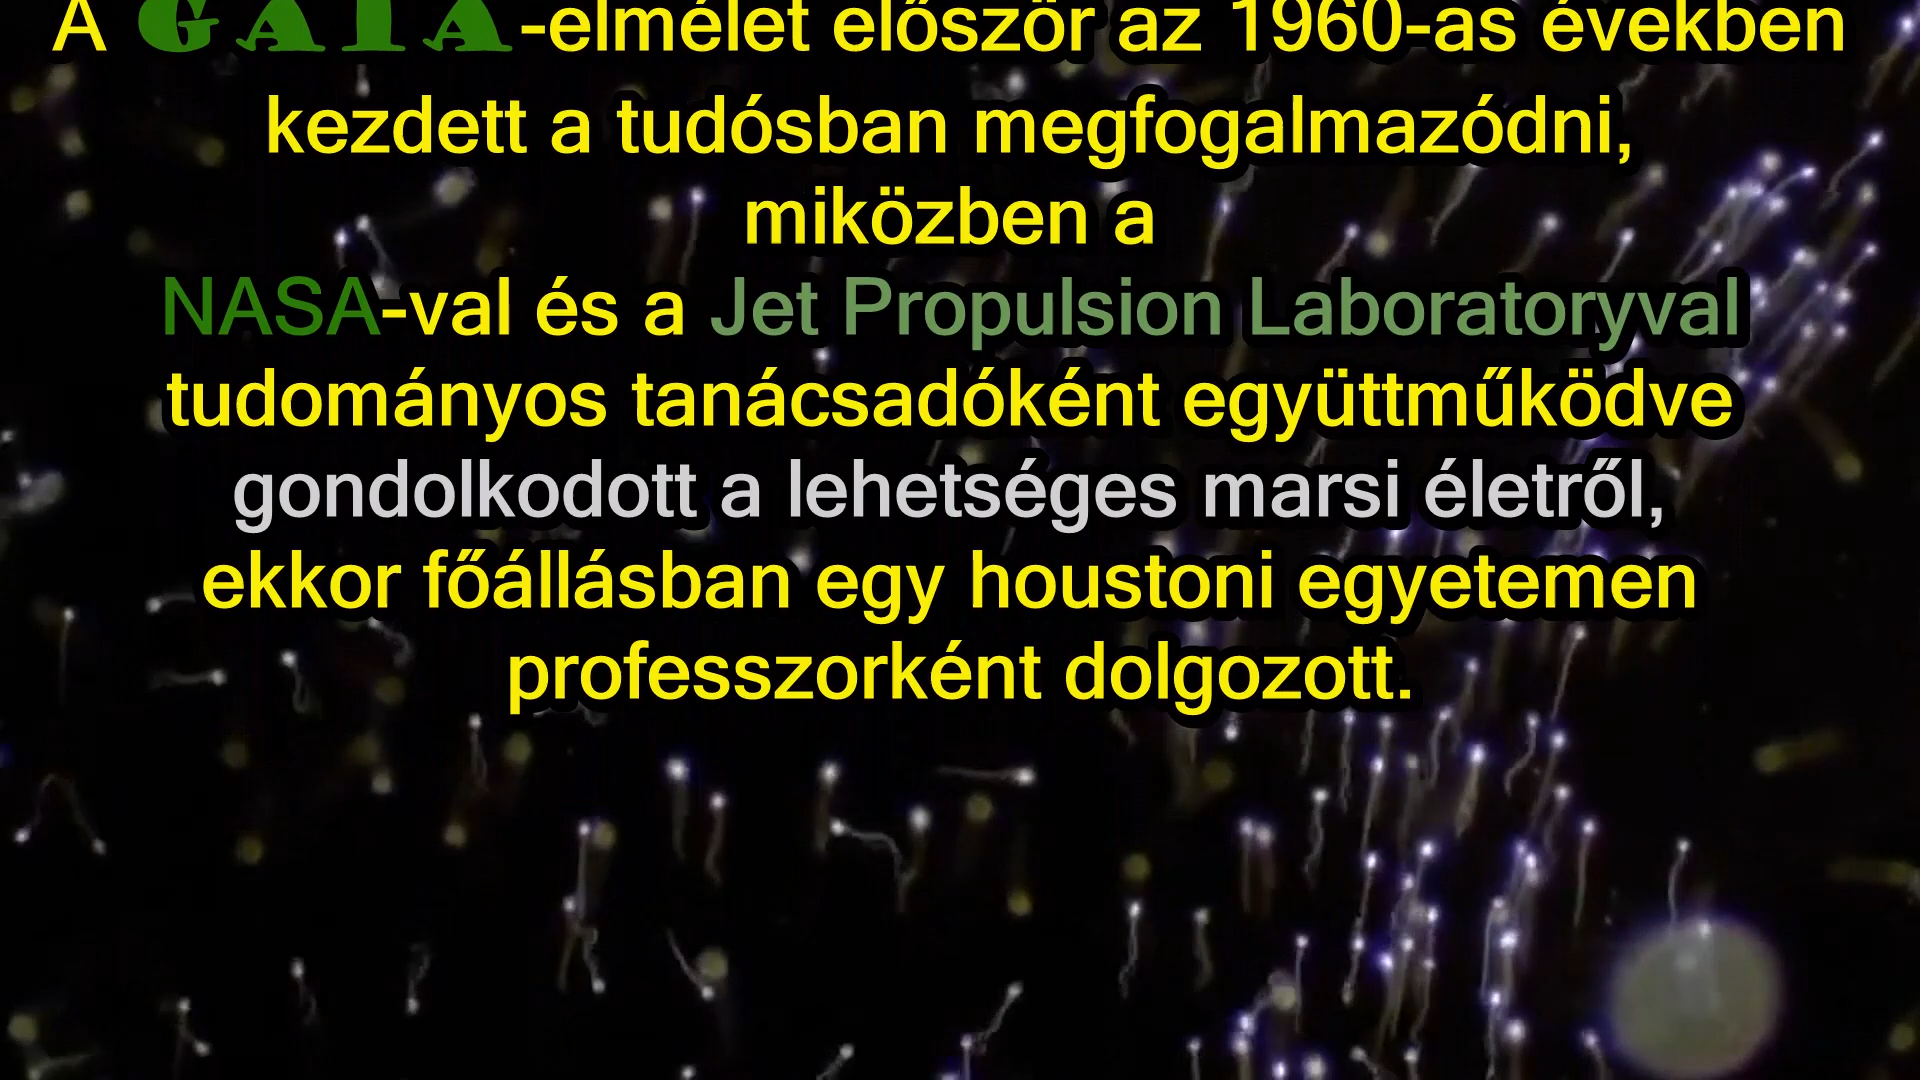 A GAIA-elmélet először az 1960-as években
kezdett a tudósban megfogalmazódni,
miközben a
NASA-val és a Jet Propulsion Laboratoryval
tudományos tanácsadóként együttműködve
gondolkodott a lehetséges marsi életről,
ekkor főállásban egy houstoni egyetemen
professzorként dolgozott.